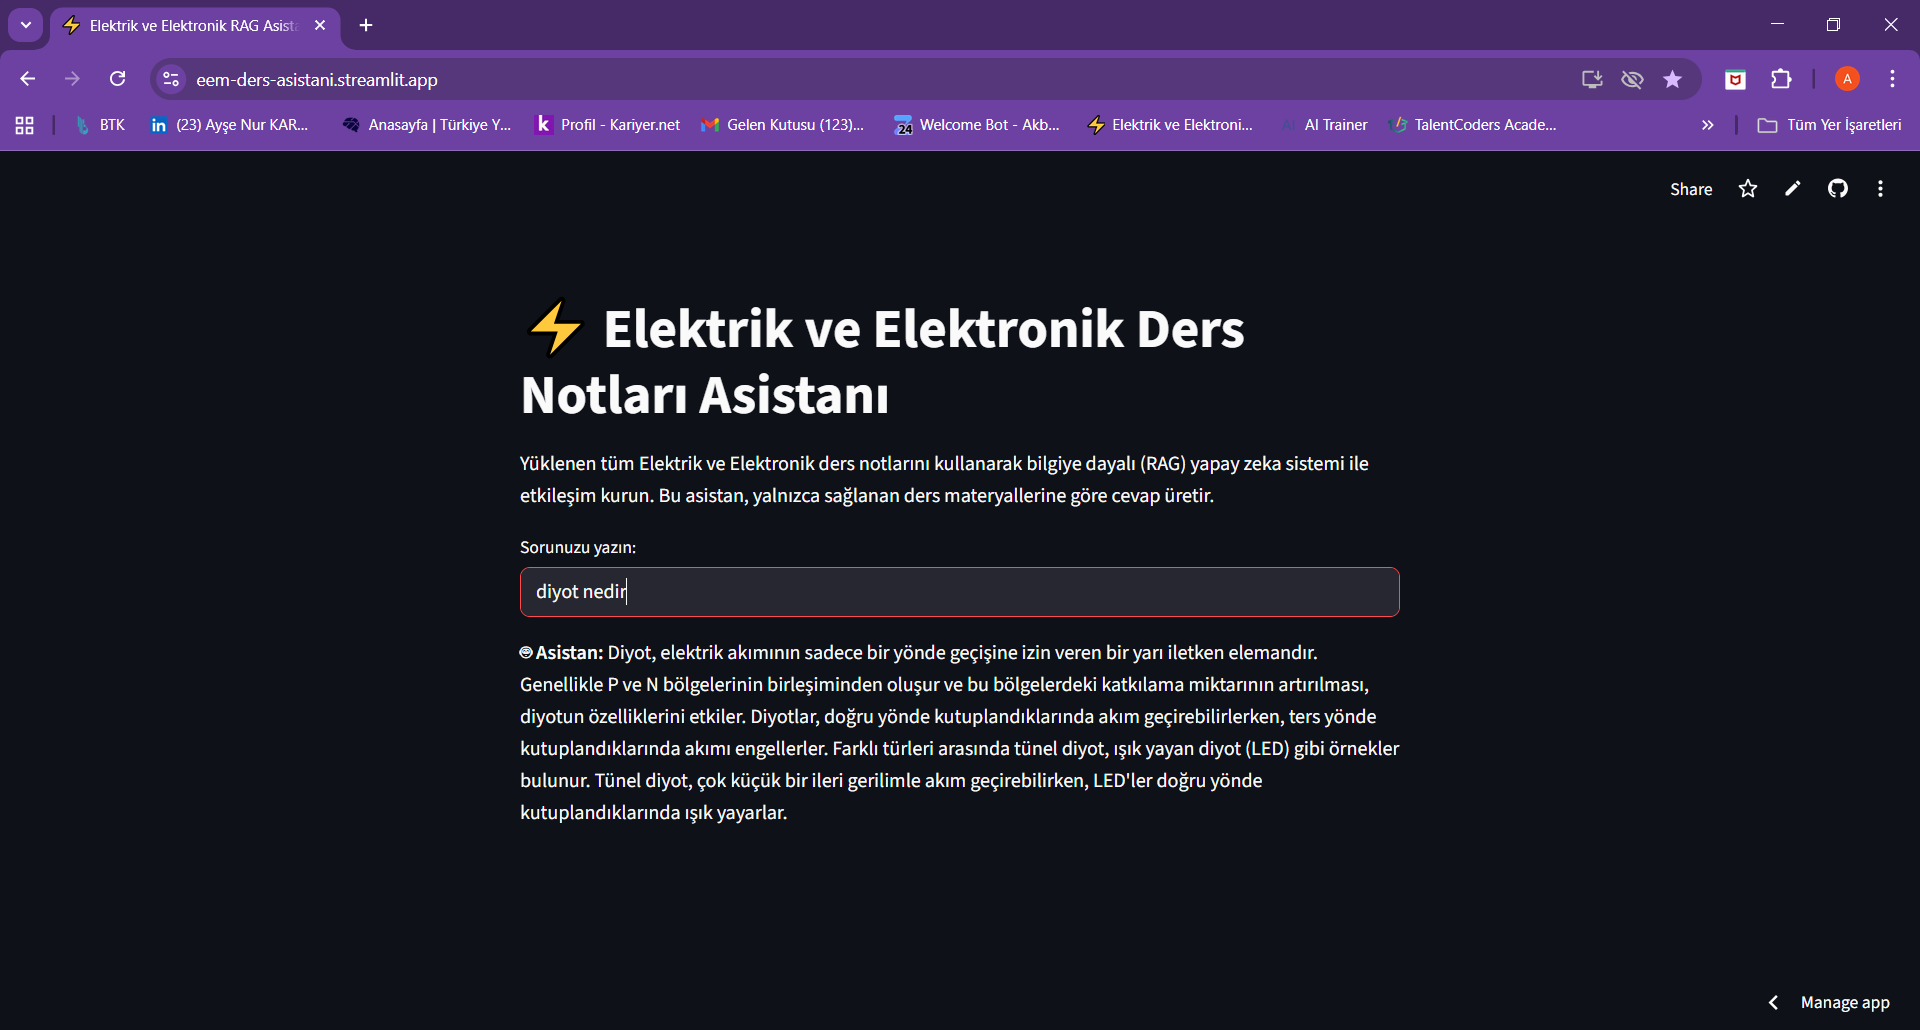 Elektrik ve Elektronik RAG Asista
eem-ders-asistani.streamlit.app
A
BTK
(23) Ayşe Nur KAR...
Anasayfa | Türkiye Y...
Profil - Kariyer.net
Gelen Kutusu (123)...
Welcome Bot - Akb...
Elektrik ve Elektroni...
AI Trainer
TalentCoders Acade...
Tüm Yer İşaretleri
Share
⚡ Elektrik ve Elektronik Ders
Notları Asistanı
Yüklenen tüm Elektrik ve Elektronik ders notlarını kullanarak bilgiye dayalı (RAG) yapay zeka sistemi ile
etkileşim kurun. Bu asistan, yalnızca sağlanan ders materyallerine göre cevap üretir.
Sorunuzu yazın:
diyot nedir
Asistan: Diyot, elektrik akımının sadece bir yönde geçişine izin veren bir yarı iletken elemandır.
Genellikle P ve N bölgelerinin birleşiminden oluşur ve bu bölgelerdeki katkılama miktarının artırılması,
diyotun özelliklerini etkiler. Diyotlar, doğru yönde kutuplandıklarında akım geçirebilirlerken, ters yönde
kutuplandıklarında akımı engellerler. Farklı türleri arasında tünel diyot, ışık yayan diyot (LED) gibi örnekler
bulunur. Tünel diyot, çok küçük bir ileri gerilimle akım geçirebilirken, LED'ler doğru yönde
kutuplandıklarında ışık yayarlar.
Manage app